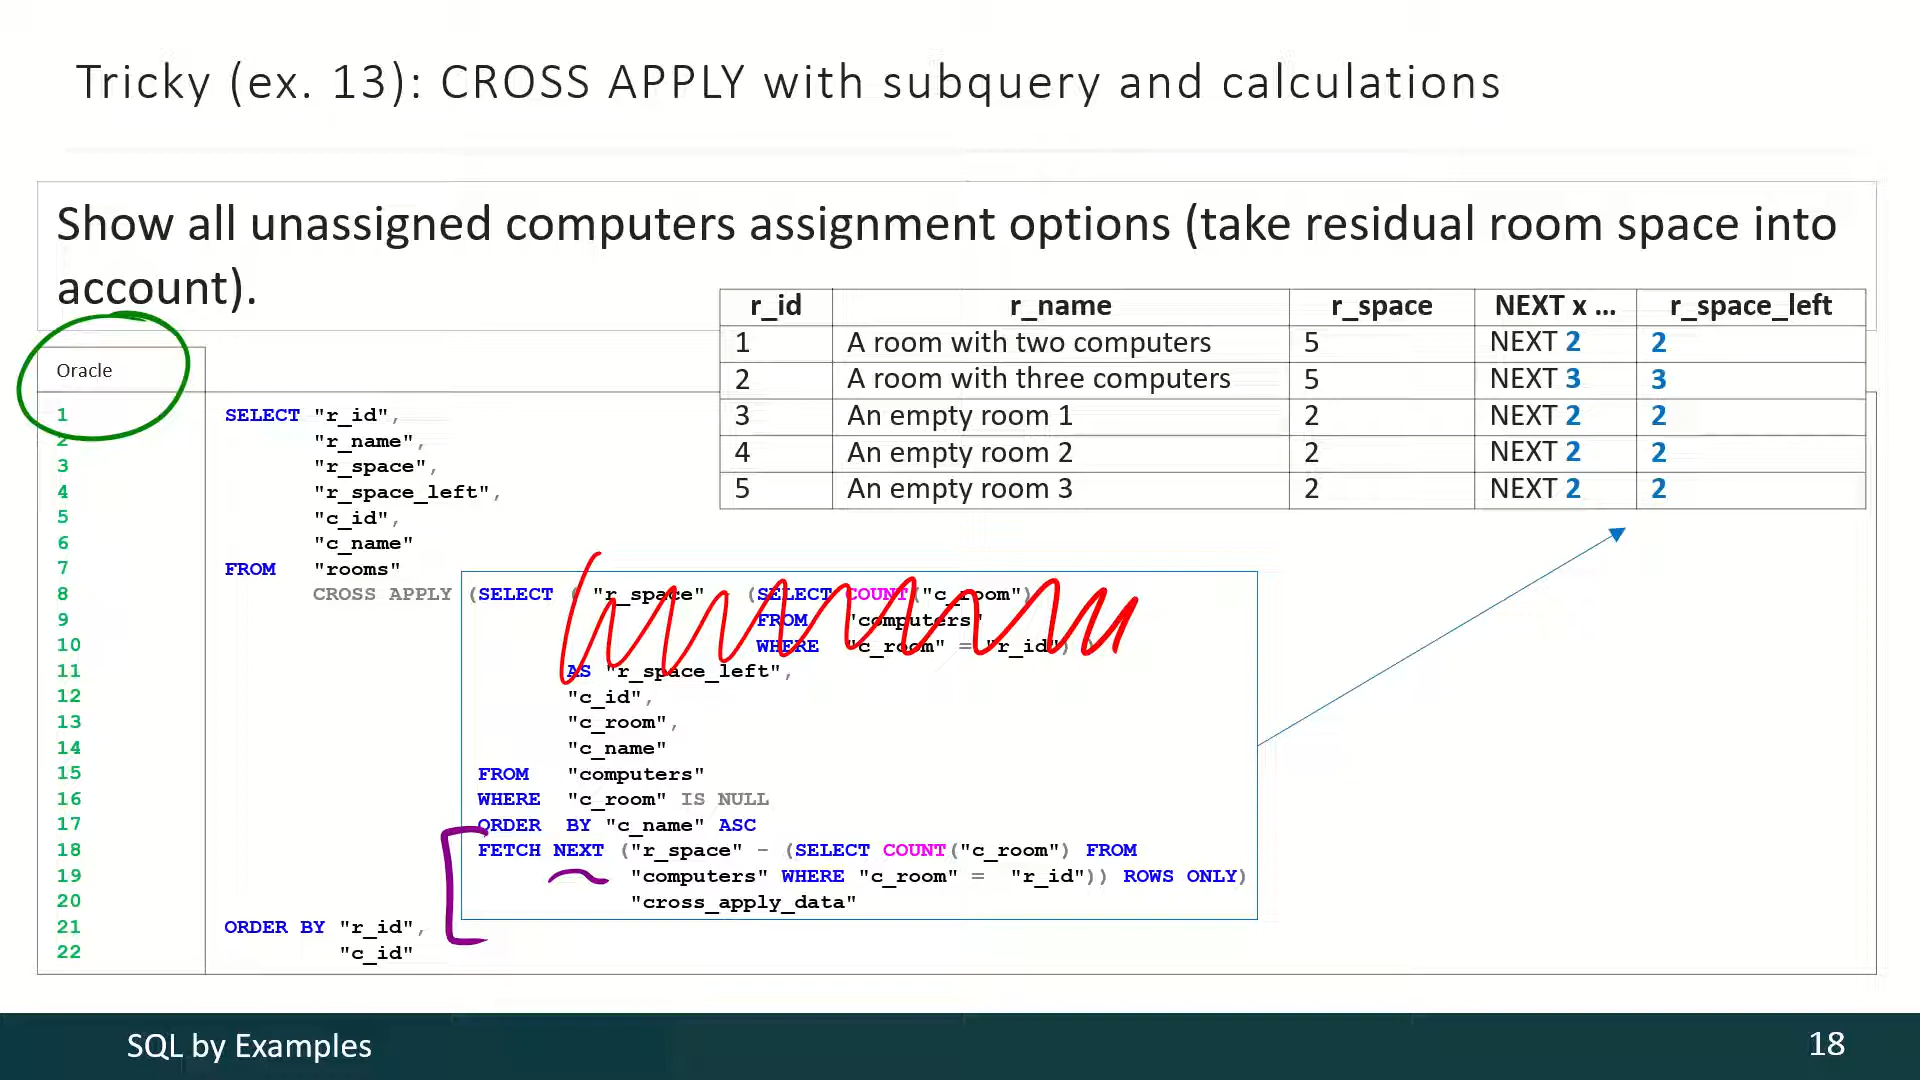 Tricky (ex. 13): CROSS APPLY with subquery and calculations
Show all unassigned computers assignment options (take residual room space into
account).
r_id r_name r_space NEXT x ... r_space_left
1 A room with two computers 5 NEXT 2 2
2 A room with three computers 5 NEXT 3 3
3 An empty room 1 2 NEXT 2 2
4 An empty room 2 2 NEXT 2 2
5 An empty room 3 2 NEXT 2 2
Oracle
1 SELECT "r_id",
2 "r_name",
3 "r_space",
4 "r_space_left",
5 "c_id",
6 "c_name"
7 FROM "rooms"
8 CROSS APPLY (SELECT ( "r_space" - (SELECT COUNT("c_room")
9 FROM "computers"
10 WHERE "c_room" = "r_id") )
11 AS "r_space_left",
12 "c_id",
13 "c_room",
14 "c_name"
15 FROM "computers"
16 WHERE "c_room" IS NULL
17 ORDER BY "c_name" ASC
18 FETCH NEXT ("r_space" - (SELECT COUNT("c_room") FROM
19 "computers" WHERE "c_room" = "r_id")) ROWS ONLY)
20 "cross_apply_data"
21 ORDER BY "r_id",
22 "c_id"
SQL by Examples
18